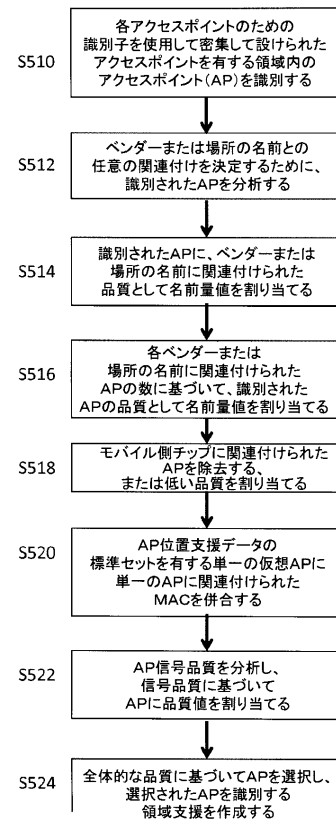 S510
各アクセスポイントのための
識別子を使用して密集して設けられた
アクセスポイントを有する領域内の
アクセスポイント(AP)を識別する
S512
ベンダーまたは場所の名前との
任意の関連付けを決定するために、
識別されたAPを分析する
S514
識別されたAPに、ベンダーまたは
場所の名前に関連付けられた
品質として名前量値を割り当てる
S516
各ベンダーまたは
場所の名前に関連付けられた
APの数に基づいて、識別された
APの品質として名前量値を割り当てる
S518
モバイル側チップに関連付けられた
APを除去する、
または低い品質を割り当てる
S520
AP位置支援データの
標準セットを有する単一の仮想APに
単一のAPに関連付けられた
MACを併合する
S522
AP信号品質を分析し、
信号品質に基づいて
APに品質値を割り当てる
S524
全体的な品質に基づいてAPを選択し、
選択されたAPを識別する
領域支援を作成する